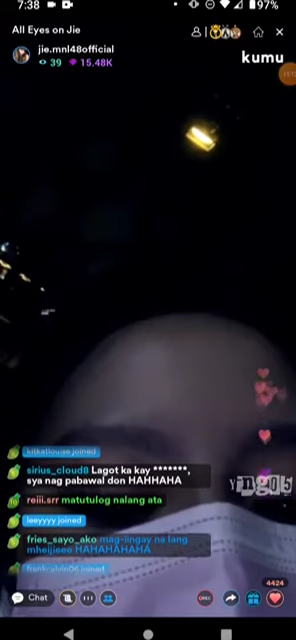 7:38
97%
All Eyes on Jie
jie.mnl48official
39 15.48K
kumu
kitkatlouise joined
sirius_cloud8 Lagot ka kay *******,
sya nag pabawal don HAHHAHA
reiii.srr matutulog nalang ata
leeyyyy joined
fries_sayo_ako mag-iingay na lang
mheijieee HAHAHAHAHA
4424
Chat